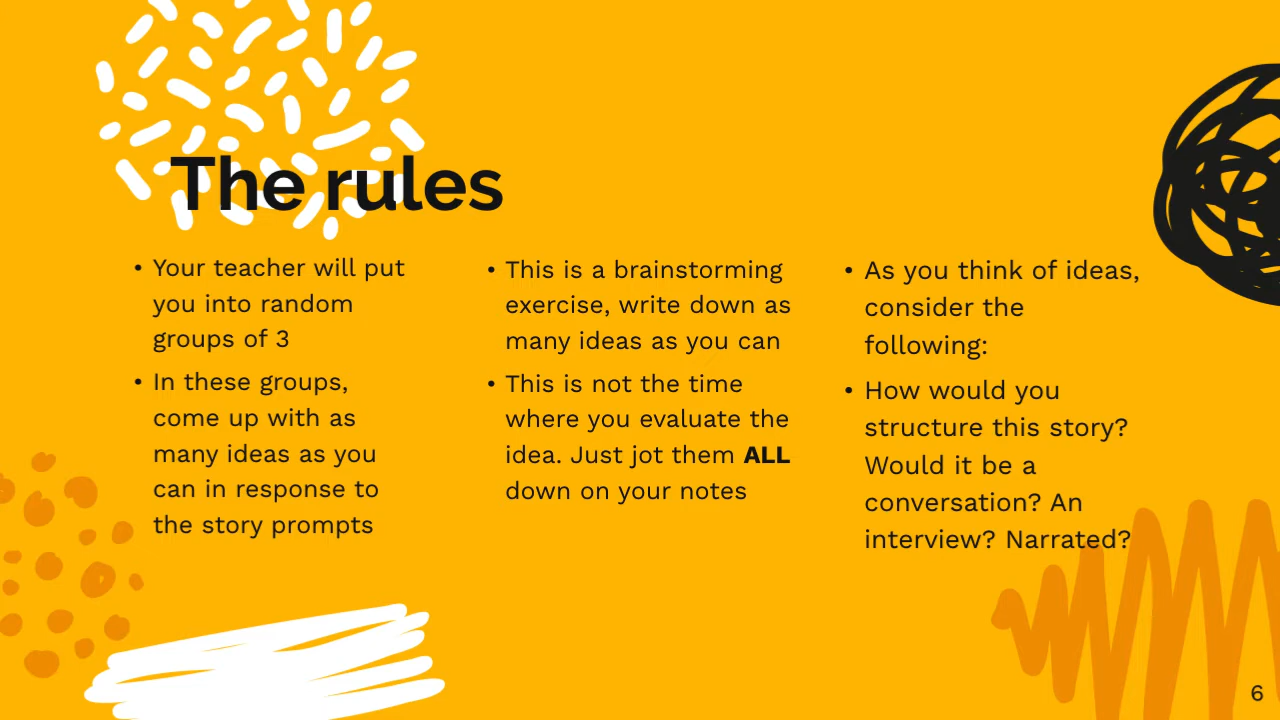 The rules
• Your teacher will put
you into random
groups of 3
• In these groups,
come up with as
many ideas as you
can in response to
the story prompts
• This is a brainstorming
exercise, write down as
many ideas as you can
• This is not the time
where you evaluate the
idea. Just jot them ALL
down on your notes
• As you think of ideas,
consider the
following:
• How would you
structure this story?
Would it be a
conversation? An
interview? Narrated?
6